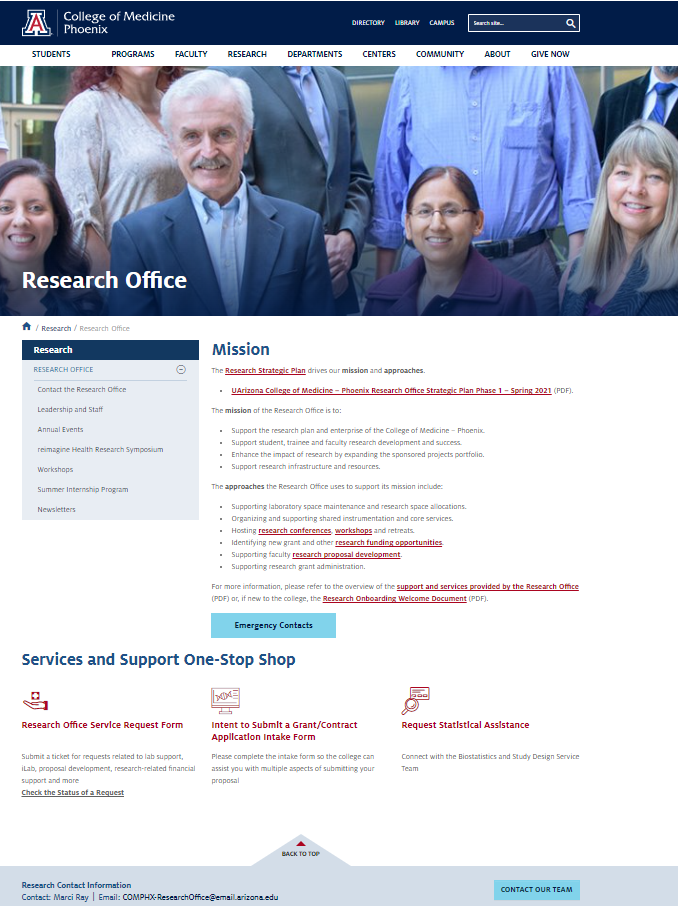 College of Medicine
Phoenix
DIRECTORY LIBRARY CAMPUS
Search site...
STUDENTS PROGRAMS FACULTY RESEARCH DEPARTMENTS CENTERS COMMUNITY ABOUT GIVE NOW
Research Office
/ Research / Research Office
Research
RESEARCH OFFICE
Contact the Research Office
Leadership and Staff
Annual Events
reimagine Health Research Symposium
Workshops
Summer Internship Program
Newsletters
Mission
The Research Strategic Plan drives our mission and approaches.
• UArizona College of Medicine – Phoenix Research Office Strategic Plan Phase 1 – Spring 2021 (PDF).
The mission of the Research Office is to:
• Support the research plan and enterprise of the College of Medicine – Phoenix.
• Support student, trainee and faculty research development and success.
• Enhance the impact of research by expanding the sponsored projects portfolio.
• Support research infrastructure and resources.
The approaches the Research Office uses to support its mission include:
• Supporting laboratory space maintenance and research space allocations.
• Organizing and supporting shared instrumentation and core services.
• Hosting research conferences, workshops and retreats.
• Identifying new grant and other research funding opportunities.
• Supporting faculty research proposal development.
• Supporting research grant administration.
For more information, please refer to the overview of the support and services provided by the Research Office
(PDF) or, if new to the college, the Research Onboarding Welcome Document (PDF).
Emergency Contacts
Services and Support One-Stop Shop
Research Office Service Request Form
Submit a ticket for requests related to lab support,
iLab, proposal development, research-related financial
support and more
Check the Status of a Request
Intent to Submit a Grant/Contract
Application Intake Form
Please complete the intake form so the college can
assist you with multiple aspects of submitting your
proposal
Request Statistical Assistance
Connect with the Biostatistics and Study Design Service
Team
BACK TO TOP
Research Contact Information
Contact: Marci Ray | Email: COMPHX-ResearchOffice@email.arizona.edu
CONTACT OUR TEAM